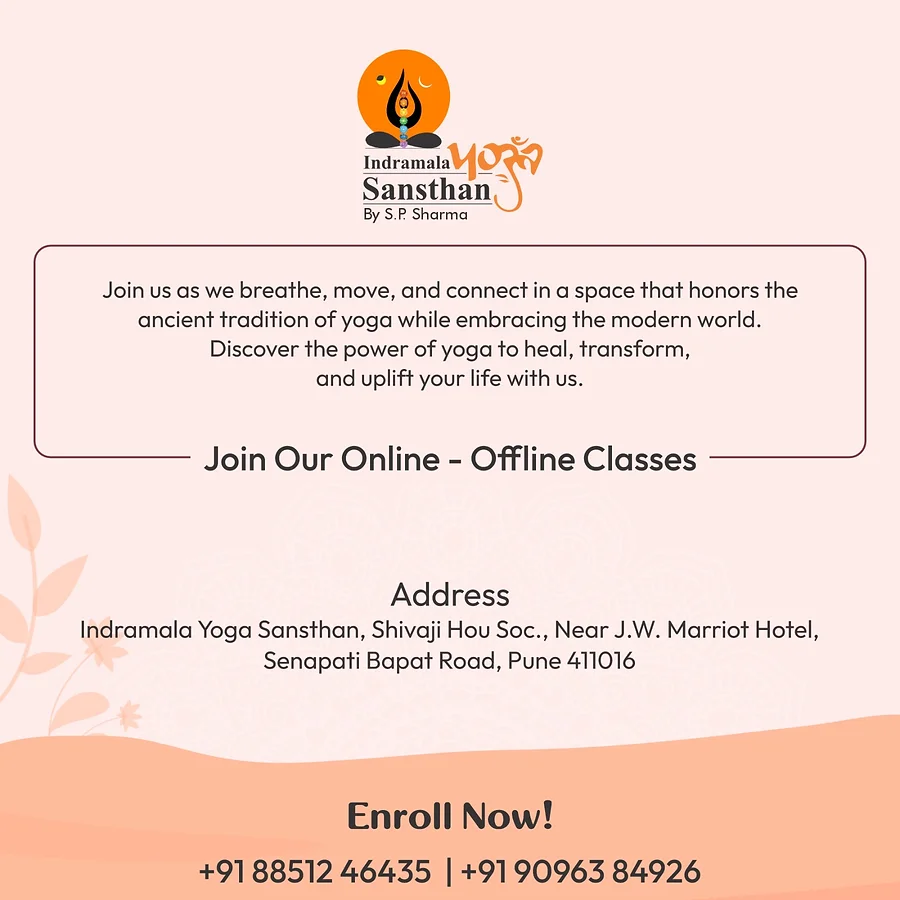 Indramala योगा
Sansthan
By S.P. Sharma
Join us as we breathe, move, and connect in a space that honors the
ancient tradition of yoga while embracing the modern world.
Discover the power of yoga to heal, transform,
and uplift your life with us.
Join Our Online - Offline Classes
Address
Indramala Yoga Sansthan, Shivaji Hou Soc., Near J.W. Marriot Hotel,
Senapati Bapat Road, Pune 411016
Enroll Now!
+91 88512 46435 | +91 90963 84926